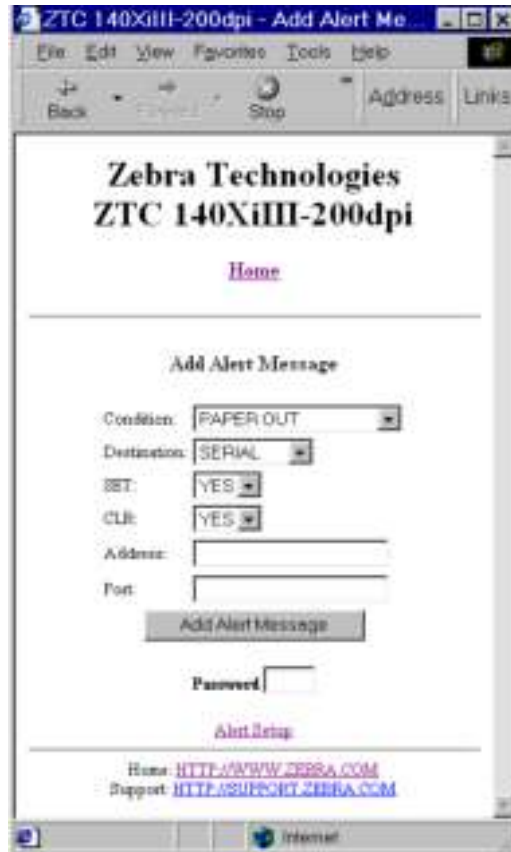 ZTC 140XiIII-200dpi - Add Alert Me...
File Edit View Favorites Tools Help
Back Forward Stop Address Links
Zebra Technologies
ZTC 140XiIII-200dpi
Home
Add Alert Message
Condition: PAPER OUT
Destination: SERIAL
SET: YES
CLR: YES
Address:
Port:
Add Alert Message
Password
Alert Setup
Home: HTTP://WWW.ZEBRA.COM
Support: HTTP://SUPPORT.ZEBRA.COM
Internet